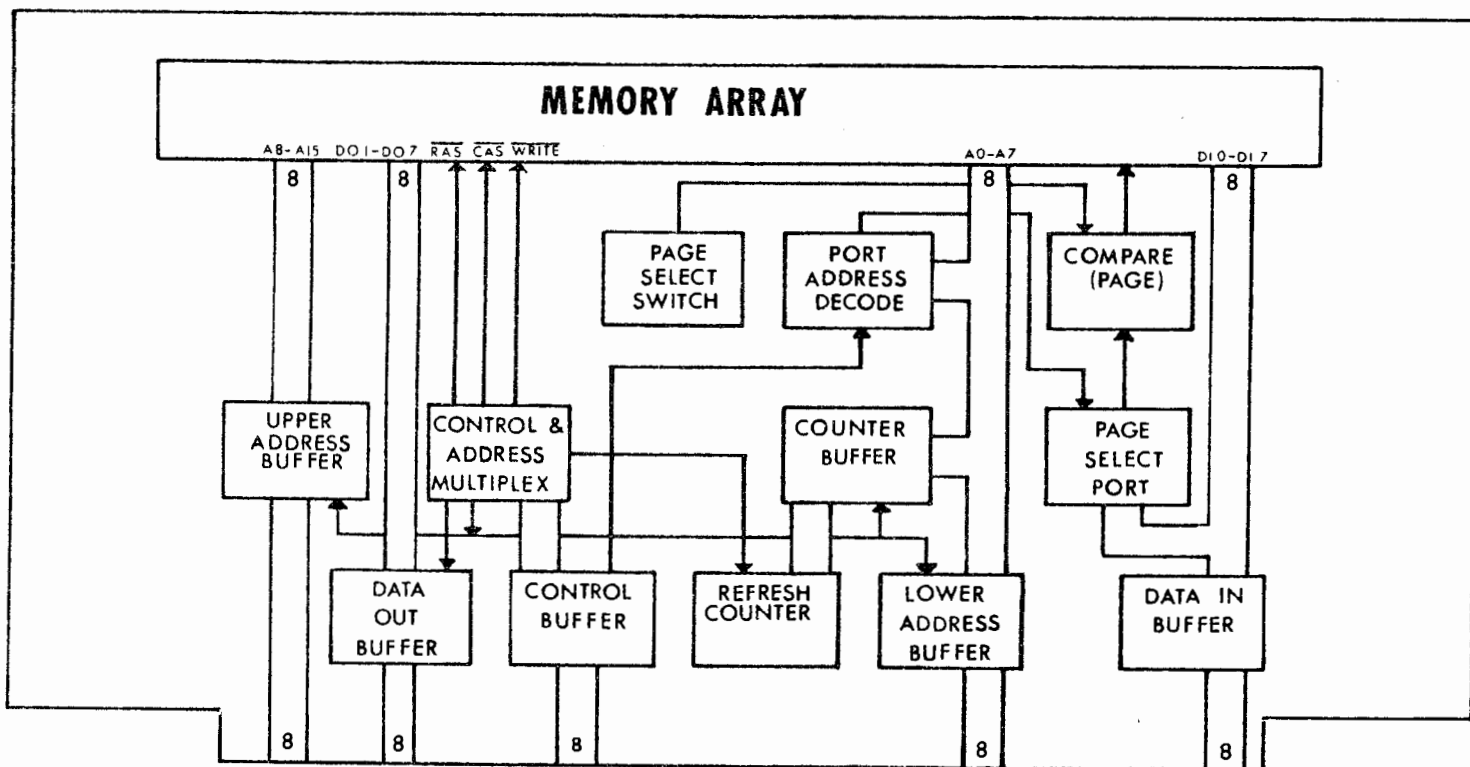 MEMORY ARRAY
A8-A15 DO1-DO7 RAS CAS WRITE A0-A7 DI0-DI7
8 8 8 8
PAGE
SELECT
SWITCH
PORT
ADDRESS
DECODE
COMPARE
(PAGE)
UPPER
ADDRESS
BUFFER
CONTROL &
ADDRESS
MULTIPLEX
COUNTER
BUFFER
PAGE
SELECT
PORT
DATA
OUT
BUFFER
CONTROL
BUFFER
REFRESH
COUNTER
LOWER
ADDRESS
BUFFER
DATA IN
BUFFER
8 8 8 8 8